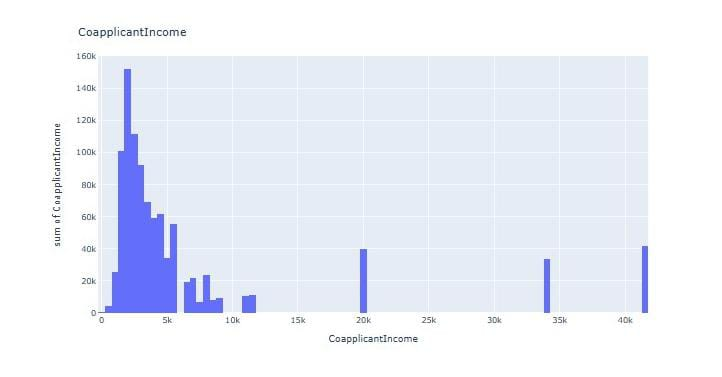 CoapplicantIncome
160k
140k
120k
100k
80k
60k
40k
20k
0
sum of CoapplicantIncome
0 5k 10k 15k 20k 25k 30k 35k 40k
CoapplicantIncome